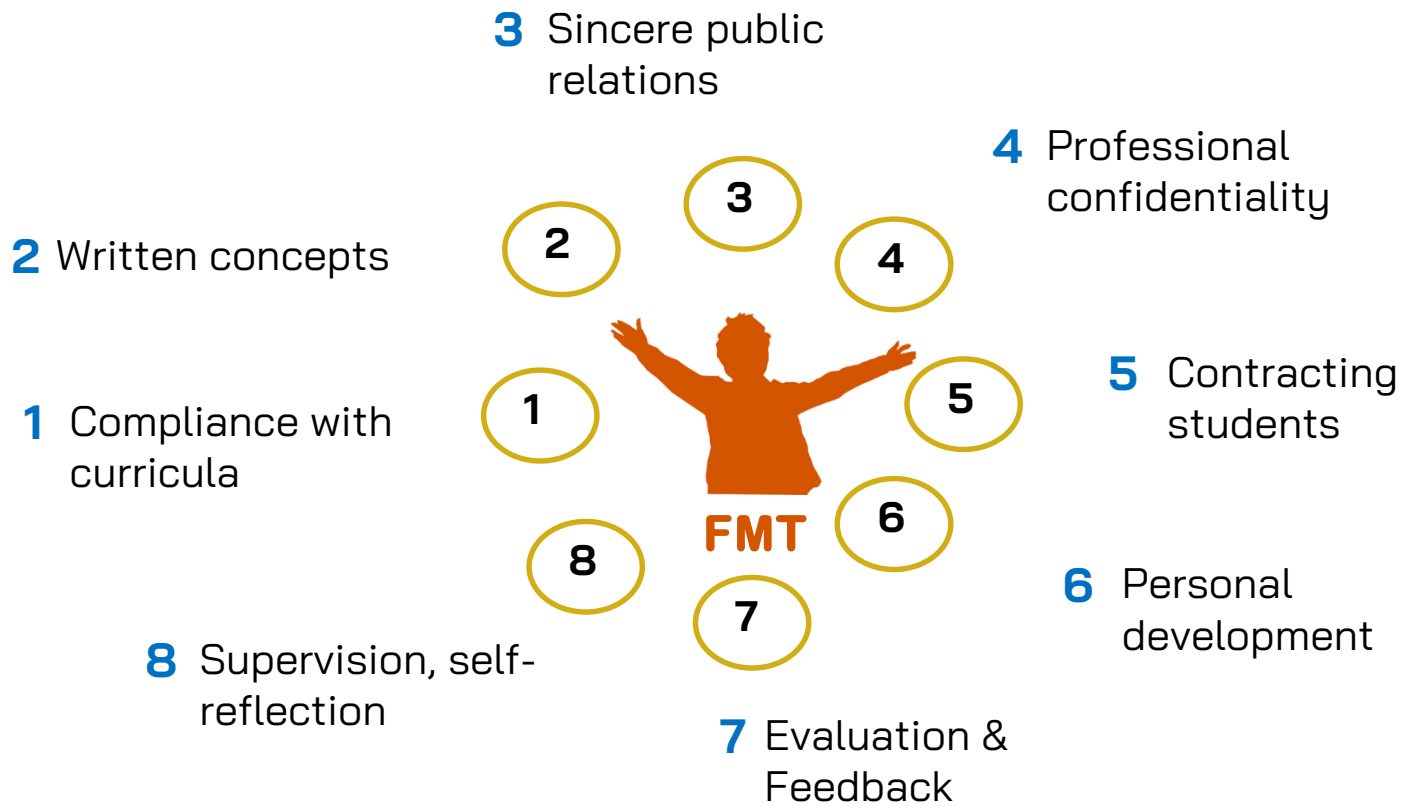 3 Sincere public
relations
4 Professional
confidentiality
2 Written concepts
1 Compliance with
curricula
5 Contracting
students
6 Personal
development
8 Supervision, self-
reflection
7 Evaluation &
Feedback
3
2
4
1
5
6
FMT
8
7